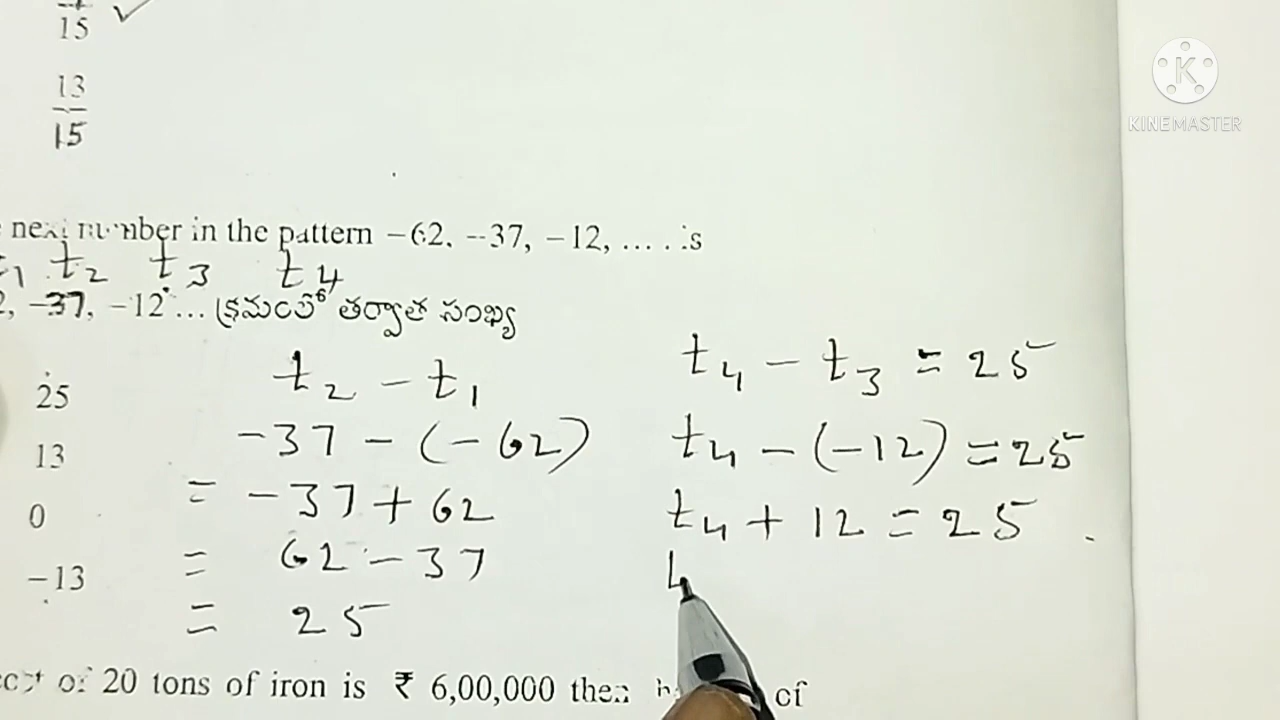 15
13
15
K
KINEMASTER
next number in the pattern −62, −37, −12, ..... is
t2 t3 t4
−37, −12 ... క్రమంలో తర్వాత సంఖ్య
25
13
0
−13
t2 − t1
−37 − (−62)
= −37 + 62
= 62 − 37
= 25
t4 − t3 = 25
t4 − (−12) = 25
t4 + 12 = 25
of 20 tons of iron is ₹ 6,00,000 then of